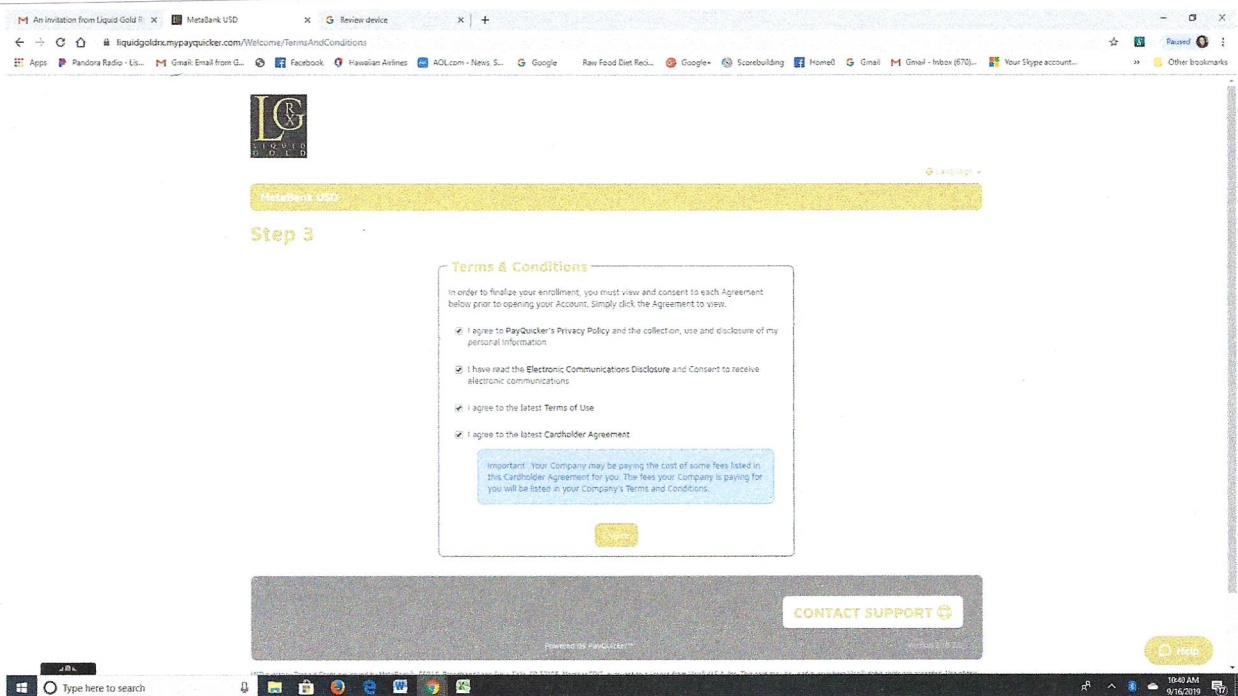 An invitation from Liquid Gold R
MetaBank USD
Review device
liquidgoldrx.mypayquicker.com/Welcome/TermsAndConditions
Paused
Apps
Pandora Radio - Lis...
Gmail: Email from G...
Facebook
Hawaiian Airlines
AOL.com - News, S...
Google
Raw Food Diet Reci...
Google+
Scorebuilding
Home0
Gmail
Gmail - Inbox (670)...
Your Skype account...
Other bookmarks
L G RX
LIQUID
GOLD
Language
MetaBank USD
Step 3
Terms & Conditions
In order to finalize your enrollment, you must view and consent to each Agreement
below prior to opening your Account. Simply click the Agreement to view.
I agree to PayQuicker's Privacy Policy and the collection, use and disclosure of my
personal information
I have read the Electronic Communications Disclosure and Consent to receive
electronic communications
I agree to the latest Terms of Use
I agree to the latest Cardholder Agreement
Important: Your Company may be paying the cost of some fees listed in
this Cardholder Agreement for you. The fees your Company is paying for
you will be listed in your Company's Terms and Conditions.
I Agree
CONTACT SUPPORT
Powered By PayQuicker
Help
Type here to search
10:40 AM
9/16/2019